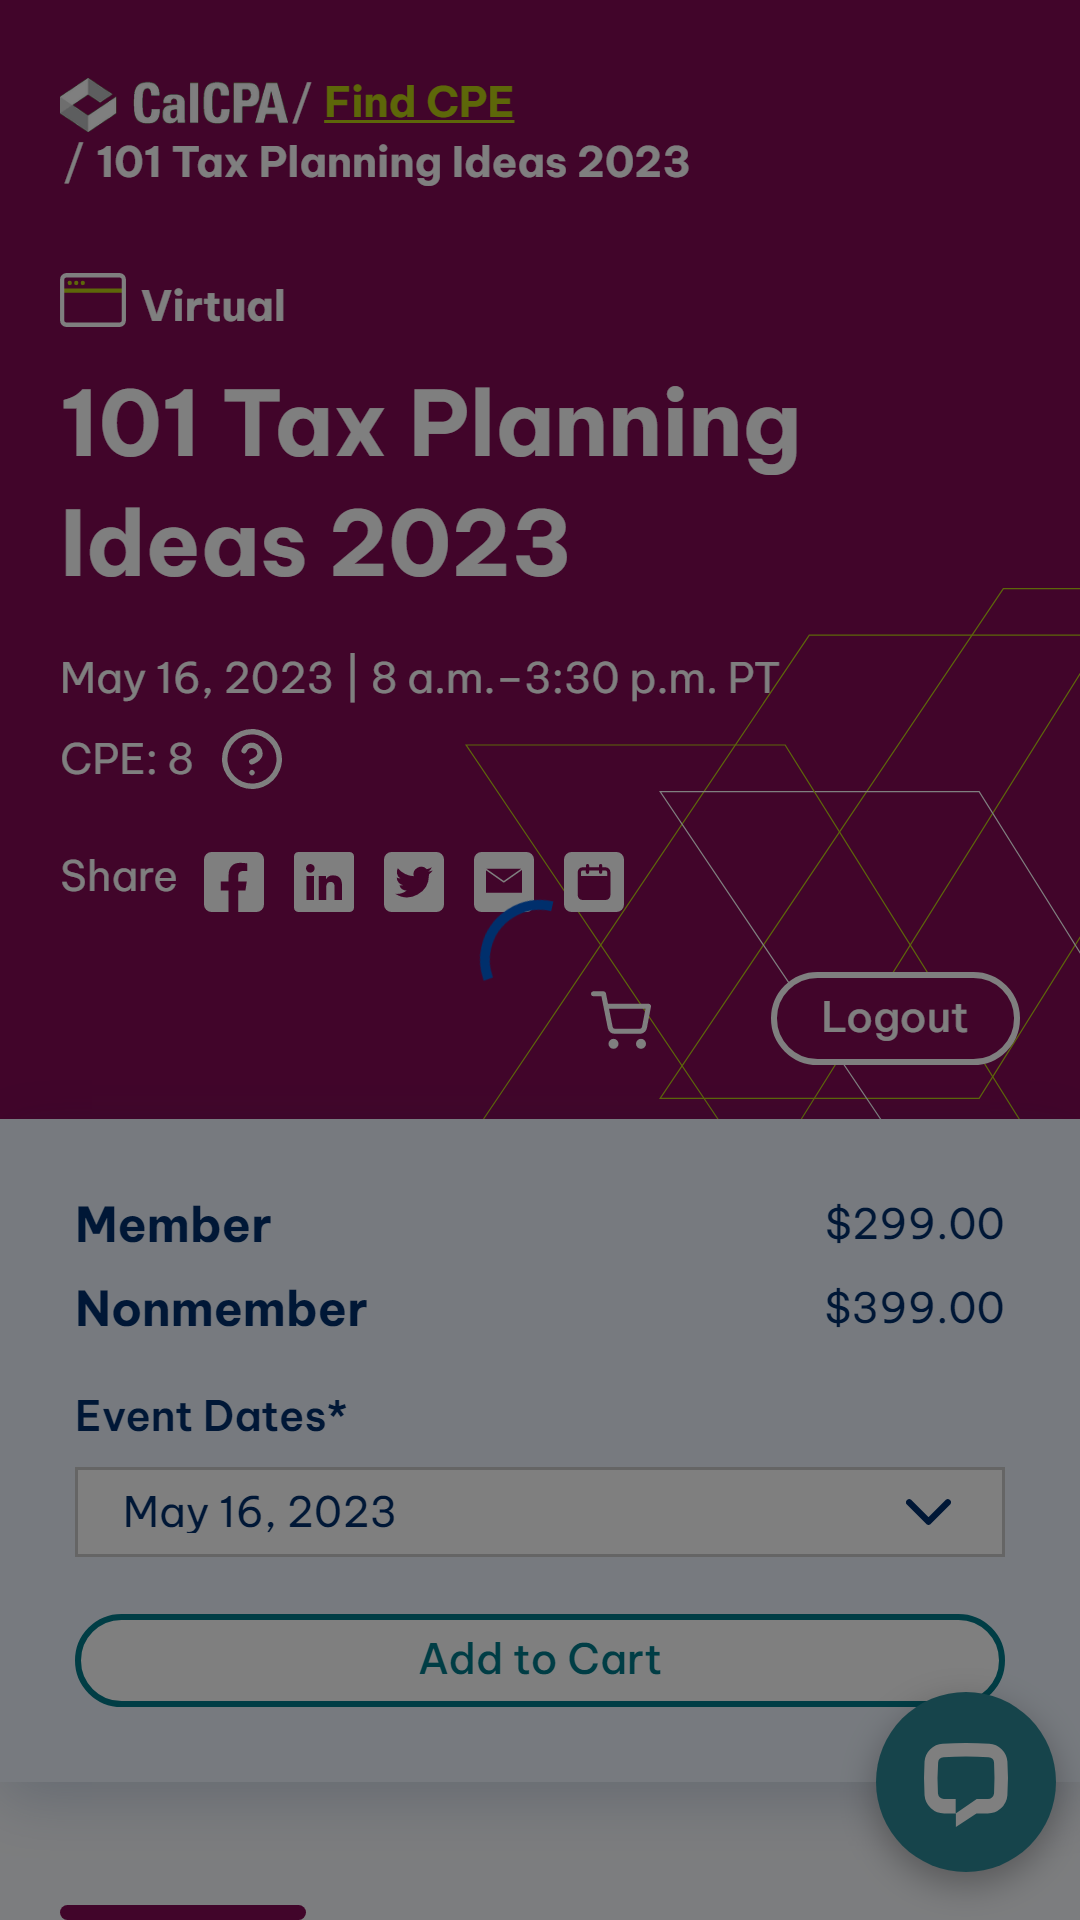 CalCPA / Find CPE
/ 101 Tax Planning Ideas 2023
Virtual
101 Tax Planning
Ideas 2023
May 16, 2023 | 8 a.m.–3:30 p.m. PT
CPE: 8 ?
Share
Logout
Member $299.00
Nonmember $399.00
Event Dates*
May 16, 2023
Add to Cart